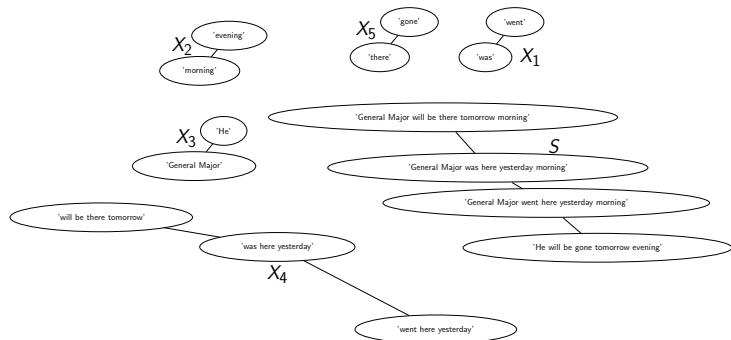 'gone'
'went'
'evening'
X5
X2
'there'
'was'
X1
'morning'
'General Major will be there tomorrow morning'
'He'
X3
S
'General Major'
'General Major was here yesterday morning'
'General Major went here yesterday morning'
'will be there tomorrow'
'was here yesterday'
'He will be gone tomorrow evening'
X4
'went here yesterday'